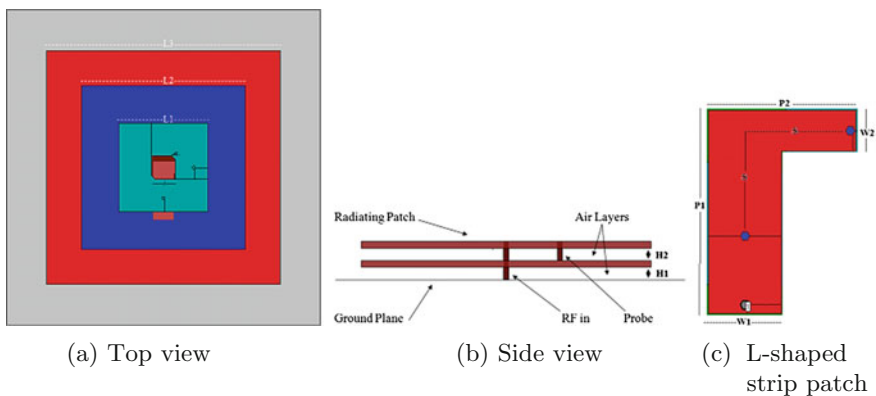 L3
L2
L1
(a) Top view
Radiating Patch
Air Layers
H2
H1
Ground Plane
RF in
Probe
(b) Side view
P2
W2
P1
W1
(c) L-shaped
strip patch